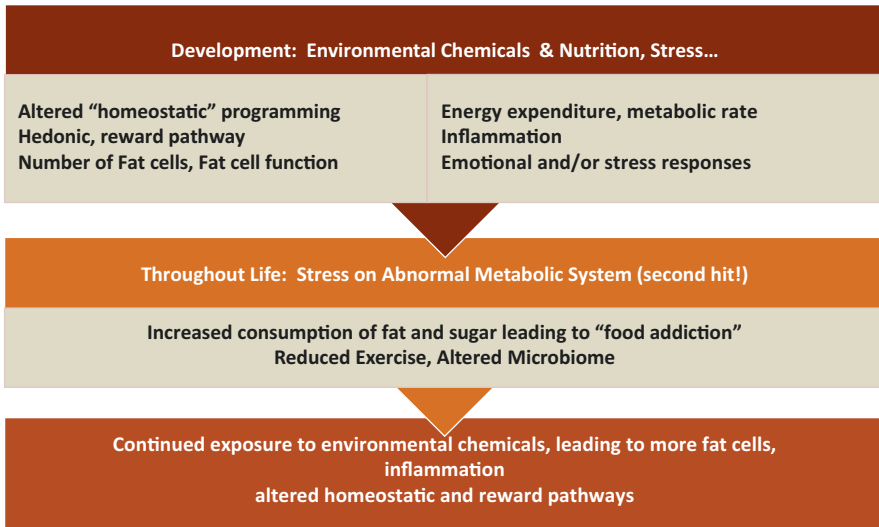 Development: Environmental Chemicals & Nutrition, Stress…
Altered “homeostatic” programming
Hedonic, reward pathway
Number of Fat cells, Fat cell function
Energy expenditure, metabolic rate
Inflammation
Emotional and/or stress responses
Throughout Life: Stress on Abnormal Metabolic System (second hit!)
Increased consumption of fat and sugar leading to “food addiction”
Reduced Exercise, Altered Microbiome
Continued exposure to environmental chemicals, leading to more fat cells,
inflammation
altered homeostatic and reward pathways